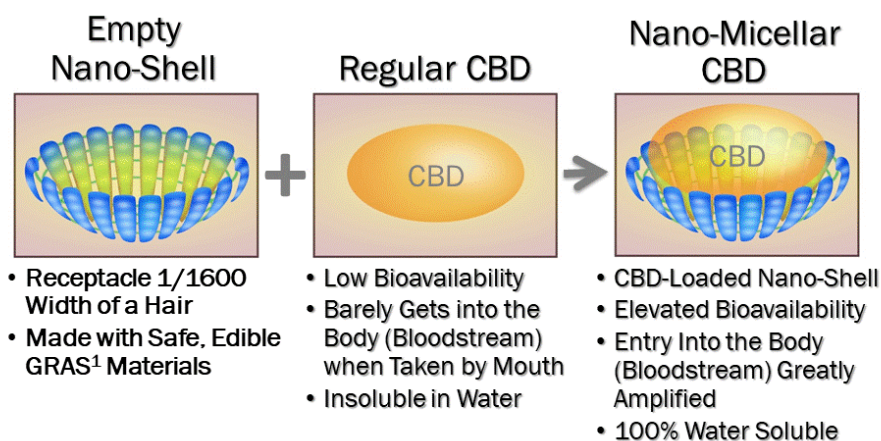 Empty
Nano-Shell
• Receptacle 1/1600
Width of a Hair
• Made with Safe, Edible
GRAS¹ Materials
+
Regular CBD
CBD
• Low Bioavailability
• Barely Gets into the
Body (Bloodstream)
when Taken by Mouth
• Insoluble in Water
Nano-Micellar
CBD
CBD
• CBD-Loaded Nano-Shell
• Elevated Bioavailability
• Entry Into the Body
(Bloodstream) Greatly
Amplified
• 100% Water Soluble